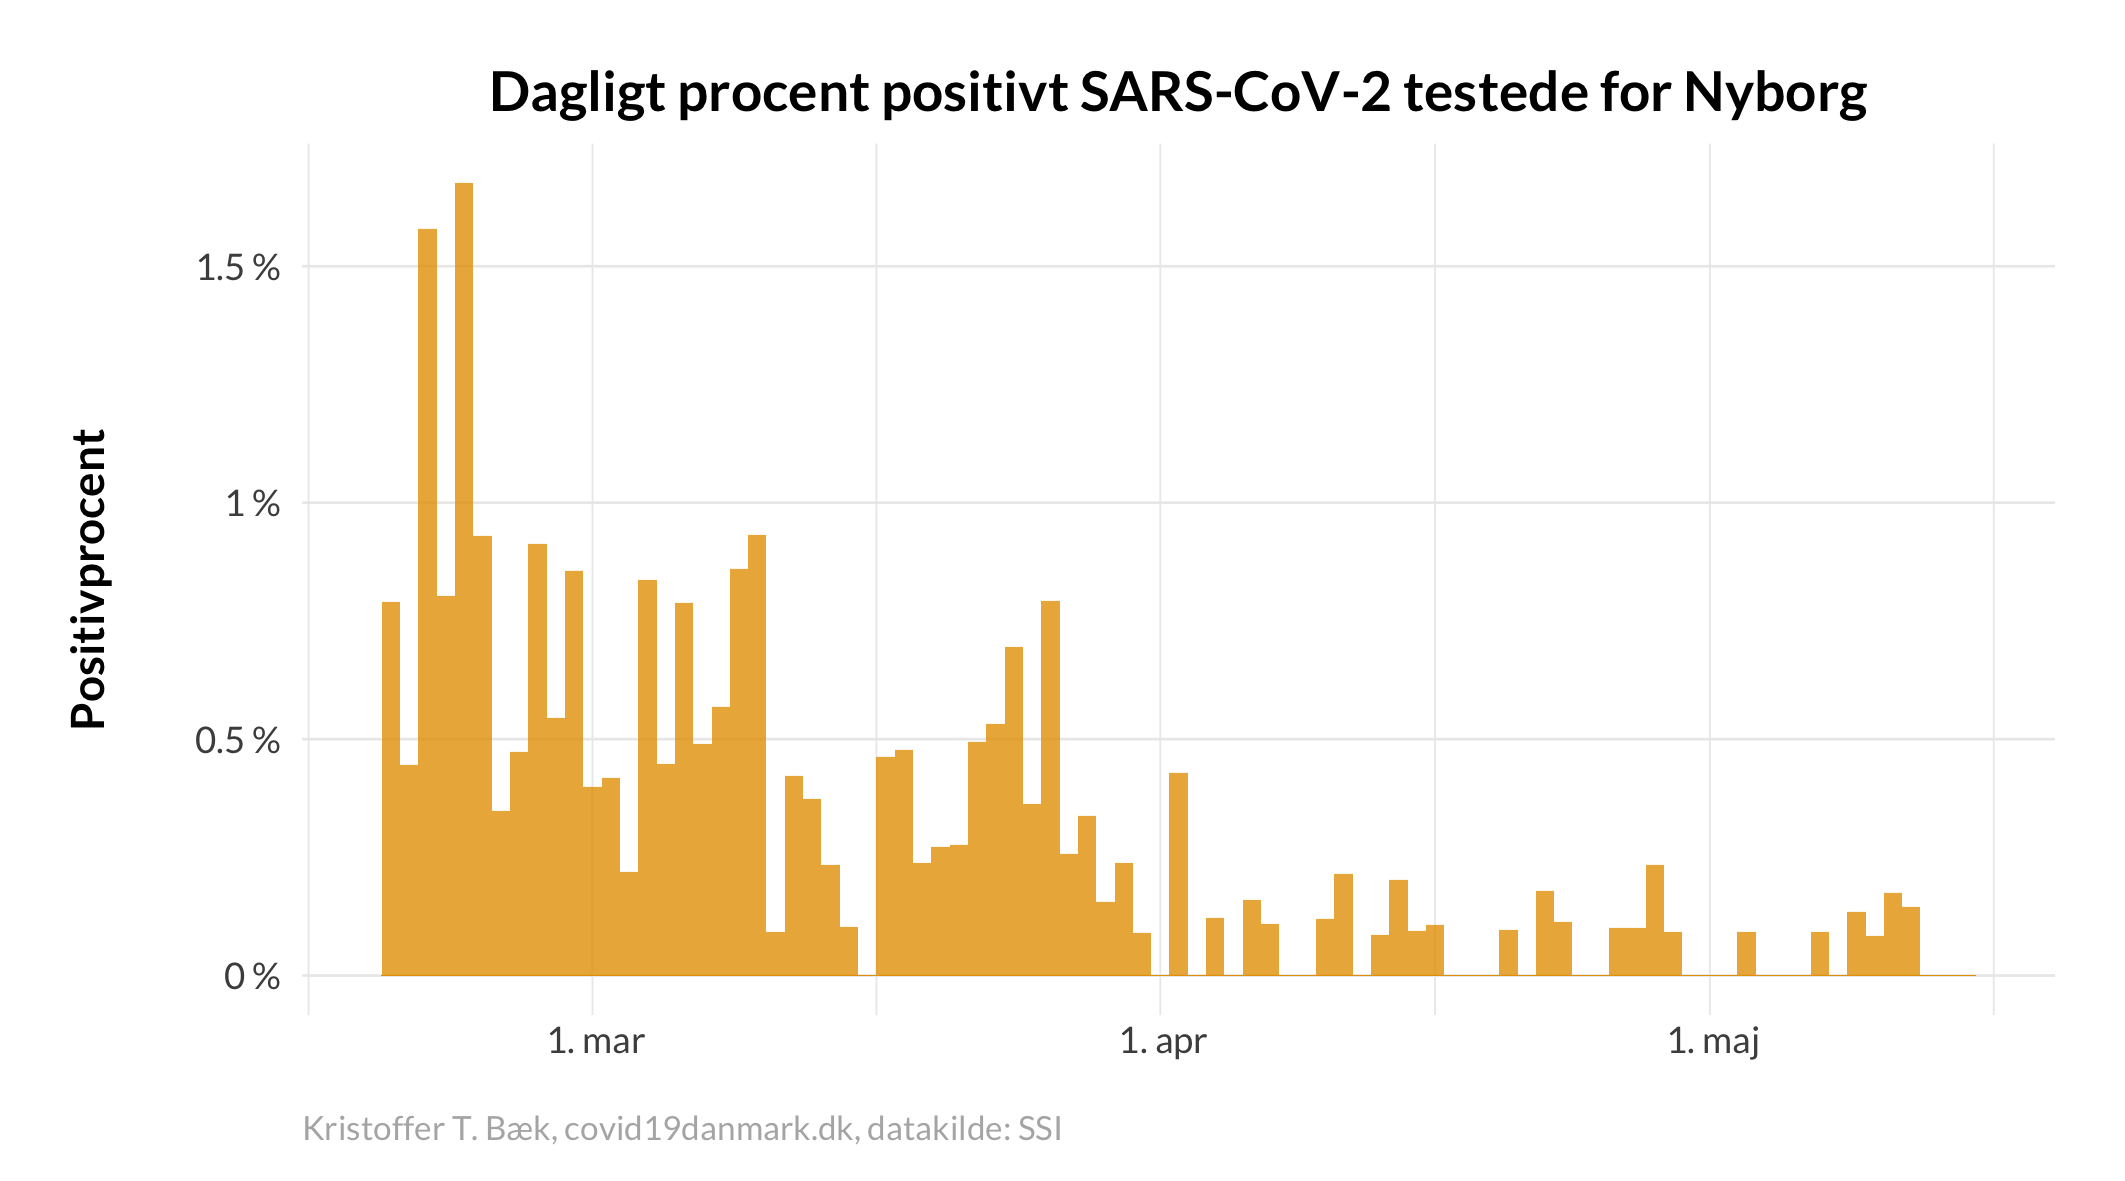 Dagligt procent positivt SARS-CoV-2 testede for Nyborg
Positivprocent
1.5 %
1 %
0.5 %
0 %
1. mar
1. apr
1. maj
Kristoffer T. Bæk, covid19danmark.dk, datakilde: SSI